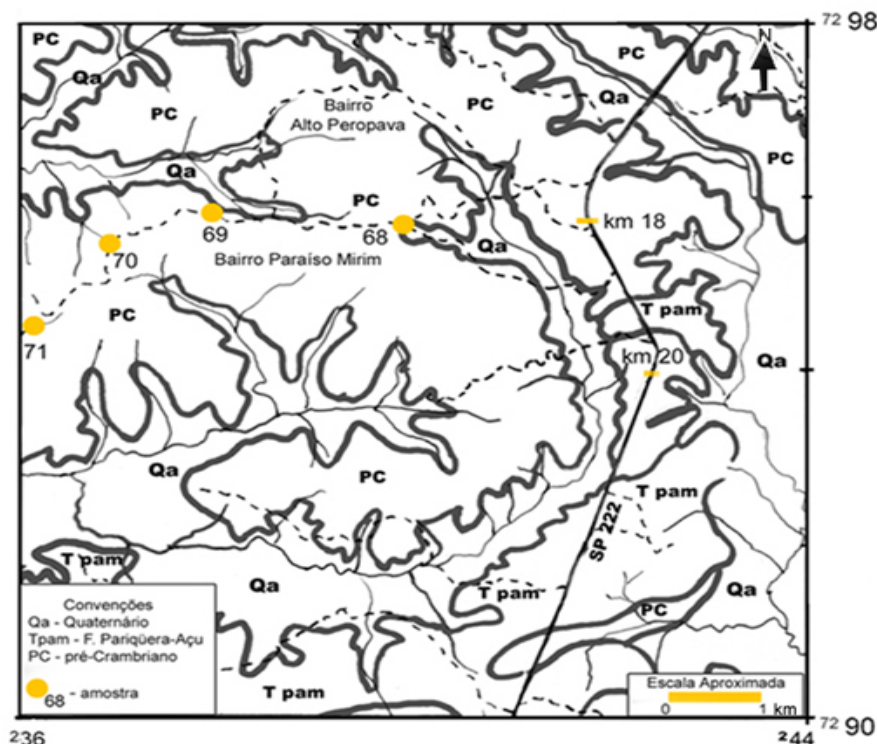 72 98
N
PC
PC
Qa
Qa
PC
Bairro
Alto Peropava
PC
PC
Qa
PC
69
68
Qa
km 18
70
Bairro Paraíso Mirim
T pam
PC
71
km 20
Qa
Qa
PC
T pam
SP 222
T pam
Qa
T pam
Qa
PC
T pam
Convenções
Qa - Quaternário
Tpam - F. Pariqüera-Açu
PC - pré-Crambriano
68 - amostra
Escala Aproximada
0 1 km
236
244
72 90